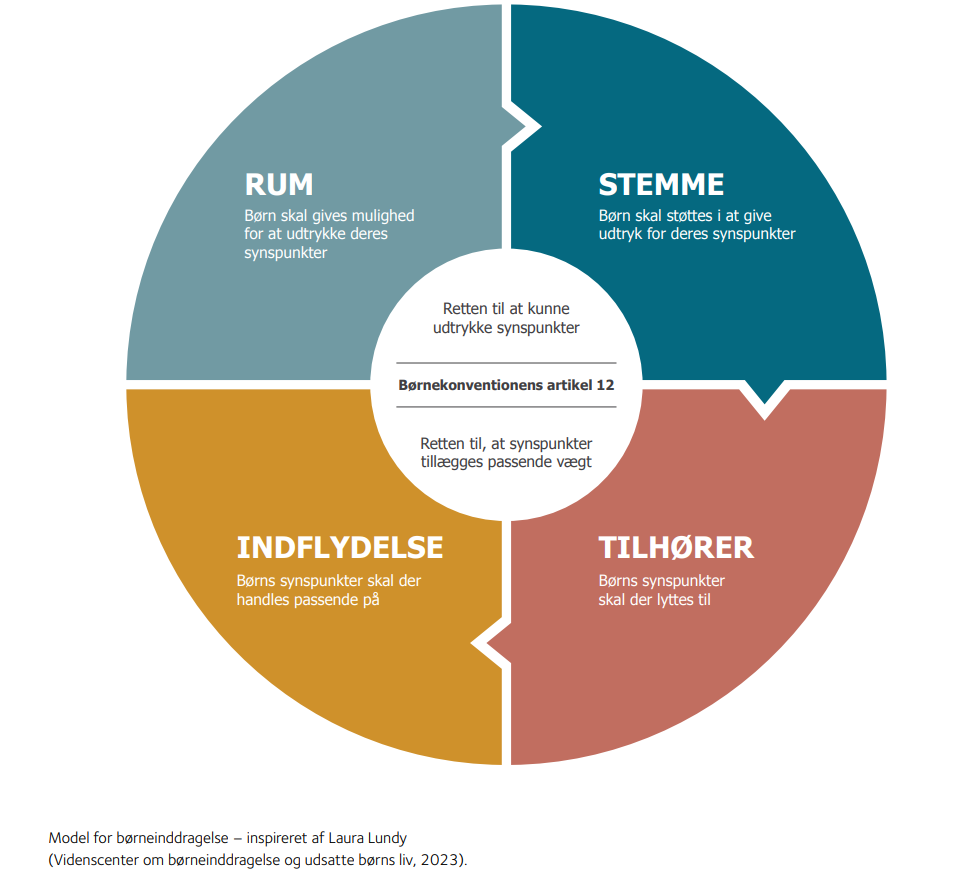 RUM
Børn skal gives mulighed
for at udtrykke deres
synspunkter
STEMME
Børn skal støttes i at give
udtryk for deres synspunkter
Retten til at kunne
udtrykke synspunkter
Børnekonventionens artikel 12
Retten til, at synspunkter
tillægges passende vægt
INDFLYDELSE
Børns synspunkter skal der
handles passende på
TILHØRER
Børns synspunkter
skal der lyttes til
Model for børneinddragelse – inspireret af Laura Lundy
(Videnscenter om børneinddragelse og udsatte børns liv, 2023).